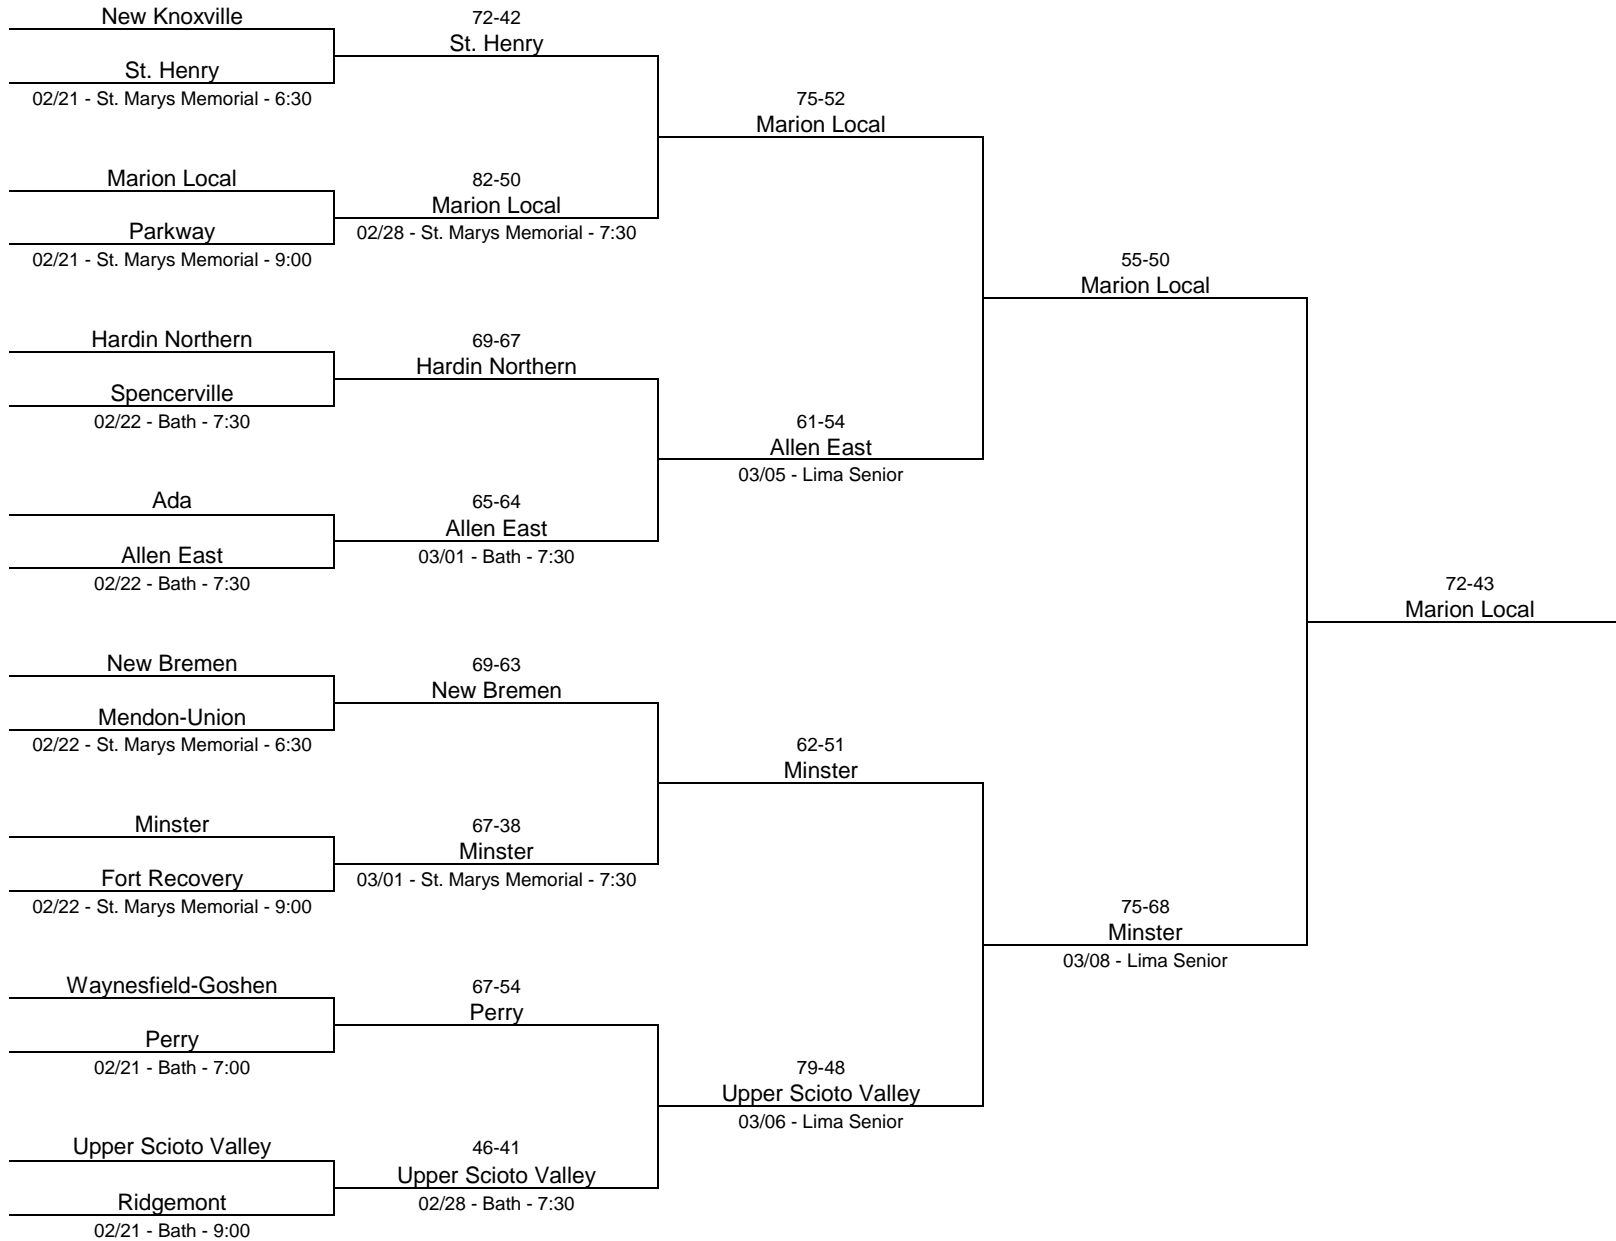 New Knoxville
St. Henry
02/21 - St. Marys Memorial - 6:30
Marion Local
Parkway
02/21 - St. Marys Memorial - 9:00
Hardin Northern
Spencerville
02/22 - Bath - 7:30
Ada
Allen East
02/22 - Bath - 7:30
New Bremen
Mendon-Union
02/22 - St. Marys Memorial - 6:30
Minster
Fort Recovery
02/22 - St. Marys Memorial - 9:00
Waynesfield-Goshen
Perry
02/21 - Bath - 7:00
Upper Scioto Valley
Ridgemont
02/21 - Bath - 9:00
72-42
St. Henry
82-50
Marion Local
02/28 - St. Marys Memorial - 7:30
69-67
Hardin Northern
65-64
Allen East
03/01 - Bath - 7:30
69-63
New Bremen
67-38
Minster
03/01 - St. Marys Memorial - 7:30
67-54
Perry
46-41
Upper Scioto Valley
02/28 - Bath - 7:30
75-52
Marion Local
61-54
Allen East
03/05 - Lima Senior
62-51
Minster
79-48
Upper Scioto Valley
03/06 - Lima Senior
55-50
Marion Local
75-68
Minster
03/08 - Lima Senior
72-43
Marion Local